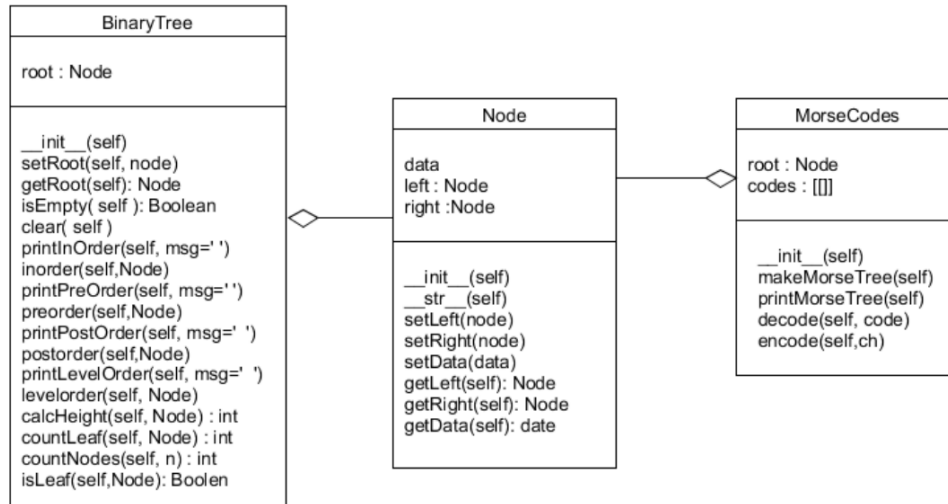 BinaryTree
root : Node
__init__(self)
setRoot(self, node)
getRoot(self): Node
isEmpty( self ): Boolean
clear( self )
printInOrder(self, msg=' ')
inorder(self,Node)
printPreOrder(self, msg=' ')
preorder(self,Node)
printPostOrder(self, msg='  ')
postorder(self,Node)
printLevelOrder(self, msg='  ')
levelorder(self, Node)
calcHeight(self, Node) : int
countLeaf(self, Node) : int
countNodes(self, n) : int
isLeaf(self,Node): Boolen
Node
data
left : Node
right :Node
__init__(self)
__str__(self)
setLeft(node)
setRight(node)
setData(data)
getLeft(self): Node
getRight(self): Node
getData(self): date
MorseCodes
root : Node
codes : [[]]
__init__(self)
makeMorseTree(self)
printMorseTree(self)
decode(self, code)
encode(self,ch)